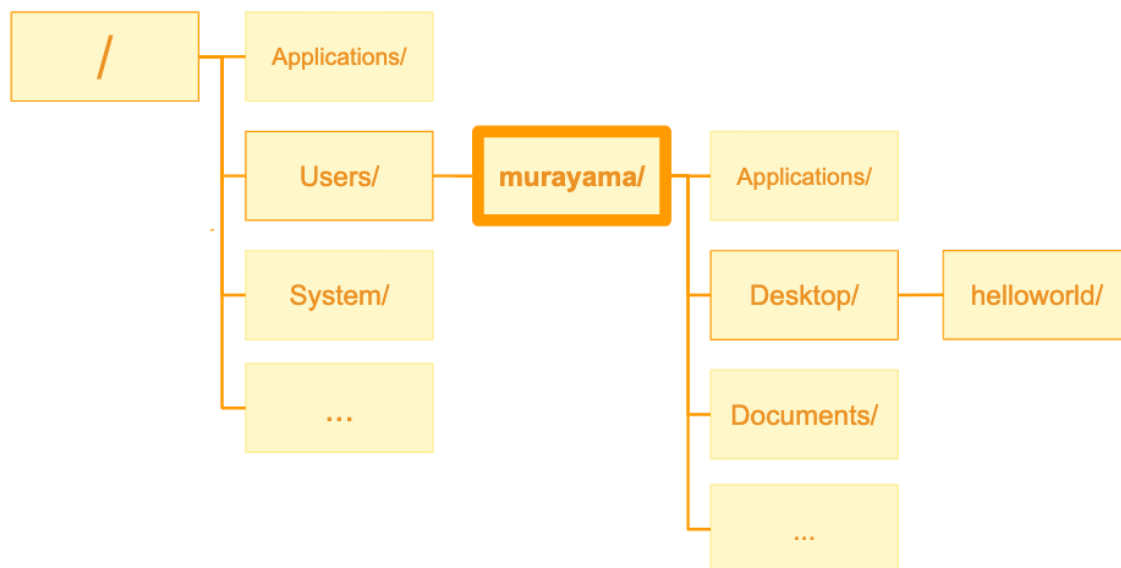 /
Applications/
Users/
murayama/
Applications/
System/
Desktop/
helloworld/
...
Documents/
...